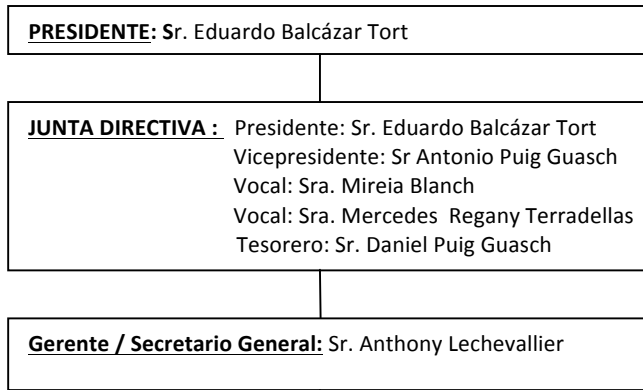 PRESIDENTE: Sr. Eduardo Balcázar Tort
JUNTA DIRECTIVA : Presidente: Sr. Eduardo Balcázar Tort
Vicepresidente: Sr Antonio Puig Guasch
Vocal: Sra. Mireia Blanch
Vocal: Sra. Mercedes Regany Terradellas
Tesorero: Sr. Daniel Puig Guasch
Gerente / Secretario General: Sr. Anthony Lechevallier